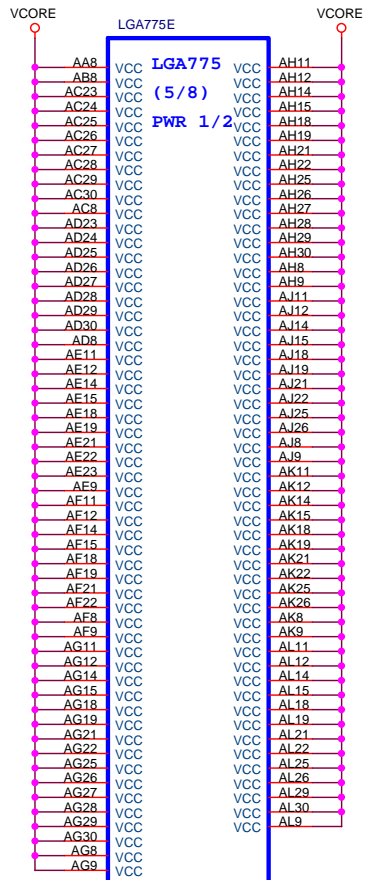 VCORE VCORE
LGA775E
AA8 VCC LGA775 VCC AH11
AB8 VCC VCC AH12
AC23 VCC (5/8) VCC AH14
AC24 VCC VCC AH15
AC25 VCC PWR 1/2 VCC AH18
AC26 VCC VCC AH19
AC27 VCC VCC AH21
AC28 VCC VCC AH22
AC29 VCC VCC AH25
AC30 VCC VCC AH26
AC8 VCC VCC AH27
AD23 VCC VCC AH28
AD24 VCC VCC AH29
AD25 VCC VCC AH30
AD26 VCC VCC AH8
AD27 VCC VCC AH9
AD28 VCC VCC AJ11
AD29 VCC VCC AJ12
AD30 VCC VCC AJ14
AD8 VCC VCC AJ15
AE11 VCC VCC AJ18
AE12 VCC VCC AJ19
AE14 VCC VCC AJ21
AE15 VCC VCC AJ22
AE18 VCC VCC AJ25
AE19 VCC VCC AJ26
AE21 VCC VCC AJ8
AE22 VCC VCC AJ9
AE23 VCC VCC AK11
AE9 VCC VCC AK12
AF11 VCC VCC AK14
AF12 VCC VCC AK15
AF14 VCC VCC AK18
AF15 VCC VCC AK19
AF18 VCC VCC AK21
AF19 VCC VCC AK22
AF21 VCC VCC AK25
AF22 VCC VCC AK26
AF8 VCC VCC AK8
AF9 VCC VCC AK9
AG11 VCC VCC AL11
AG12 VCC VCC AL12
AG14 VCC VCC AL14
AG15 VCC VCC AL15
AG18 VCC VCC AL18
AG19 VCC VCC AL19
AG21 VCC VCC AL21
AG22 VCC VCC AL22
AG25 VCC VCC AL25
AG26 VCC VCC AL26
AG27 VCC VCC AL29
AG28 VCC VCC AL30
AG29 VCC VCC AL9
AG30 VCC
AG8 VCC
AG9 VCC